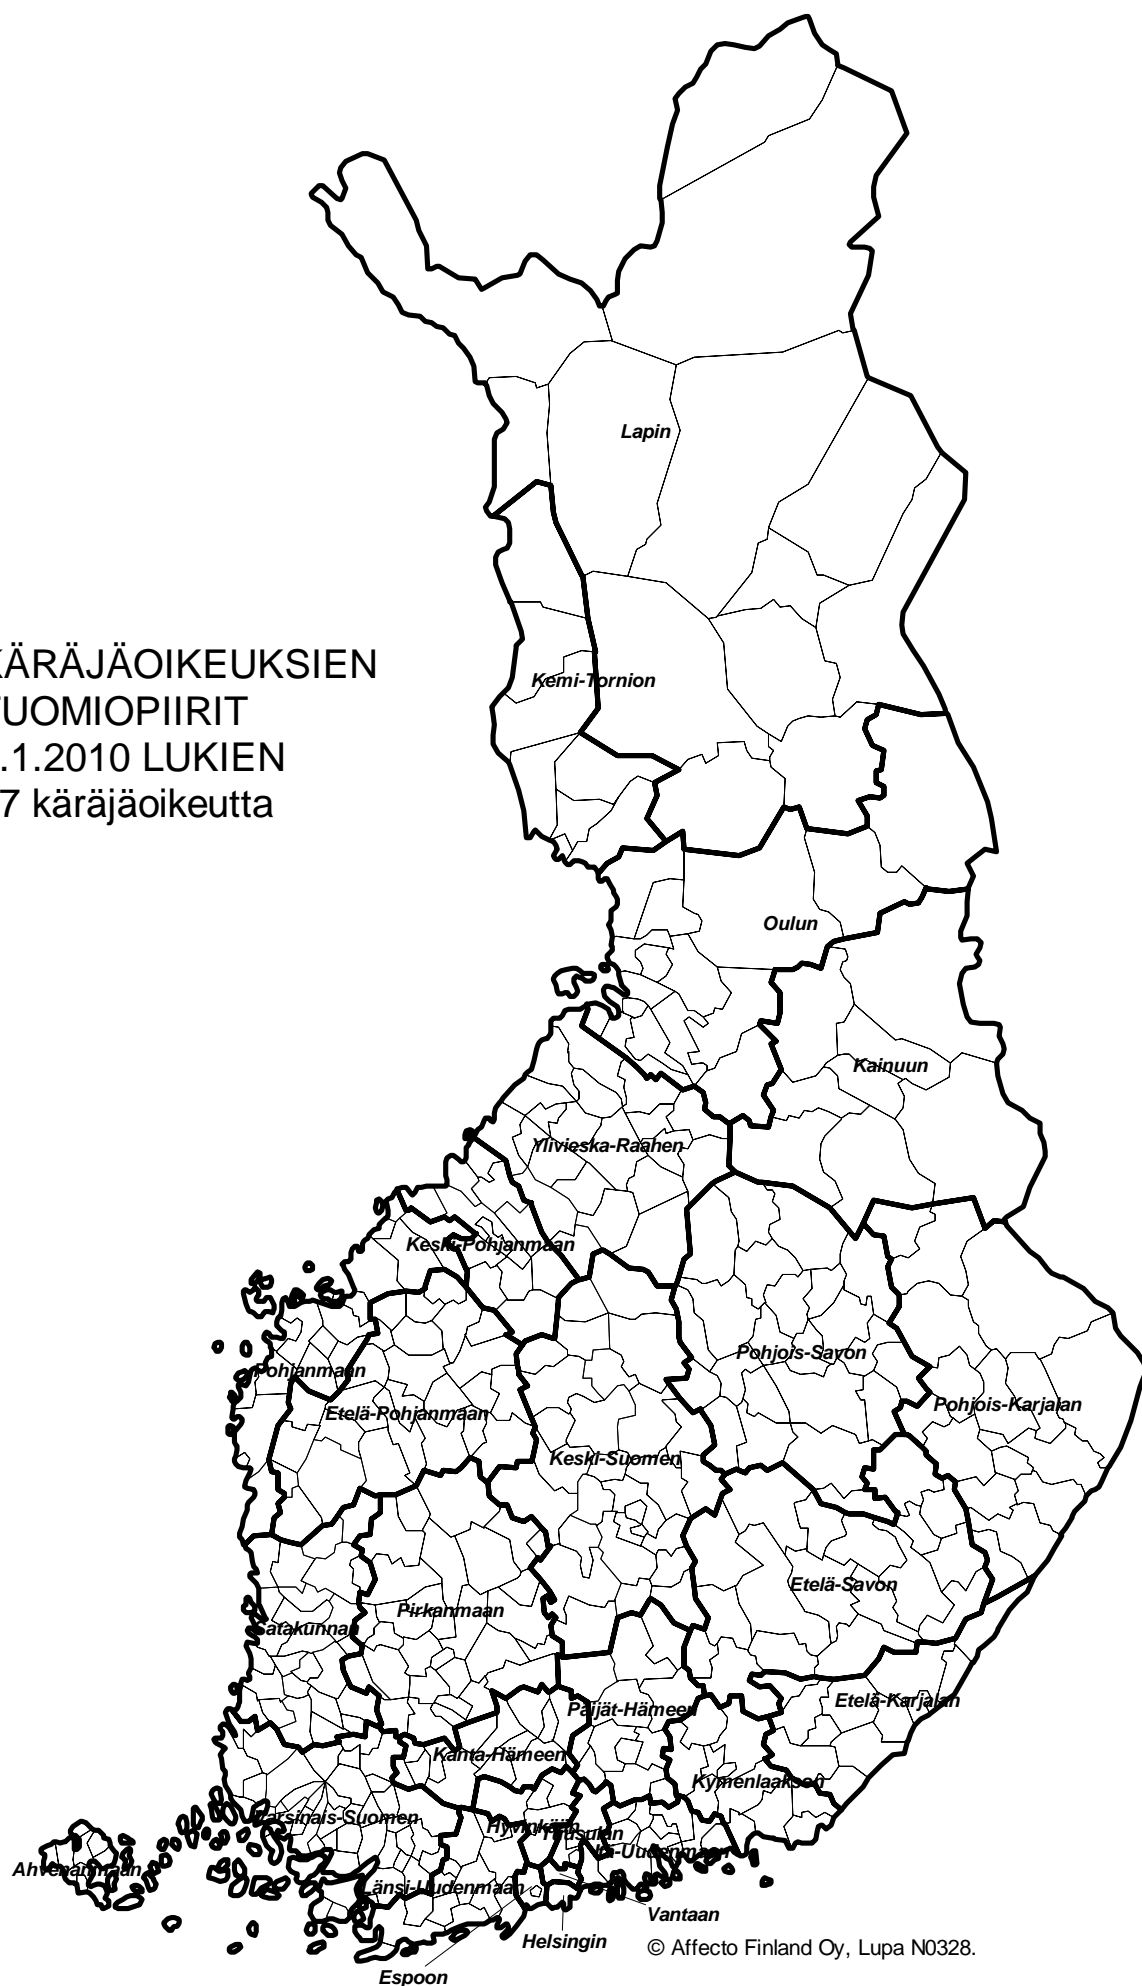 Lapin
KÄRÄJÄOIKEUKSIEN
TUOMIOPIIRIT
.1.2010 LUKIEN
7 käräjäoikeutta
Kemi-Tornion
Oulun
Kainuun
Ylivieska-Raahen
Keski-Pohjanmaan
Pohjois-Savon
Pohjanmaan
Pohjois-Karjalan
Etelä-Pohjanmaan
Keski-Suomen
Etelä-Savon
Pirkanmaan
Satakunnan
Etelä-Karjalan
Päijät-Hämeen
Kanta-Hämeen
Kymenlaakson
Varsinais-Suomen
Hyvinkään
Tuusulan
Itä-Uudenmaan
Ahvenanmaan
Länsi-Uudenmaan
Vantaan
Helsingin
© Affecto Finland Oy, Lupa N0328.
Espoon